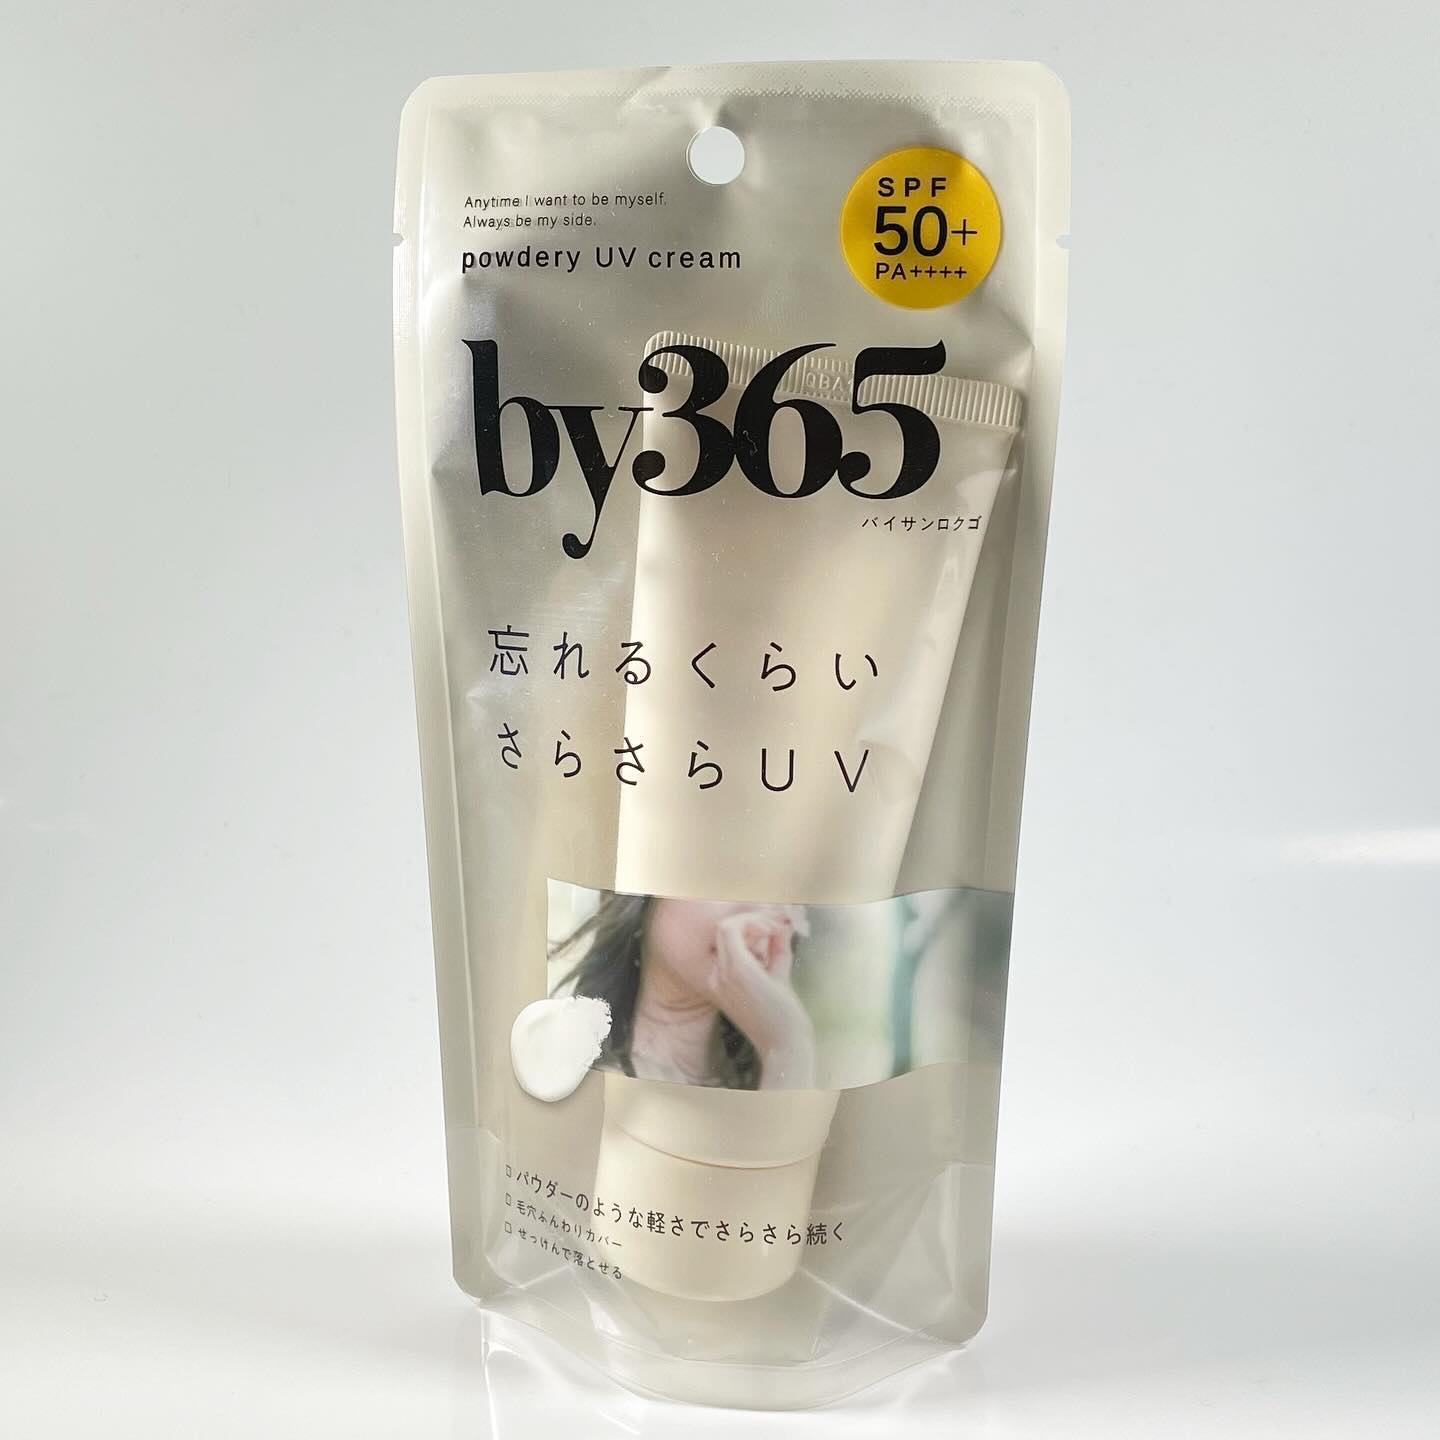 Anytime I want to be myself.
Always be my side.
powdery UV cream
SPF
50+
PA++++
by365
バイサンロクゴ
忘れるくらい
さらさらUV
□ パウダーのような軽さでさらさら続く
□ 毛穴ふんわりカバー
□ せっけんで落とせる